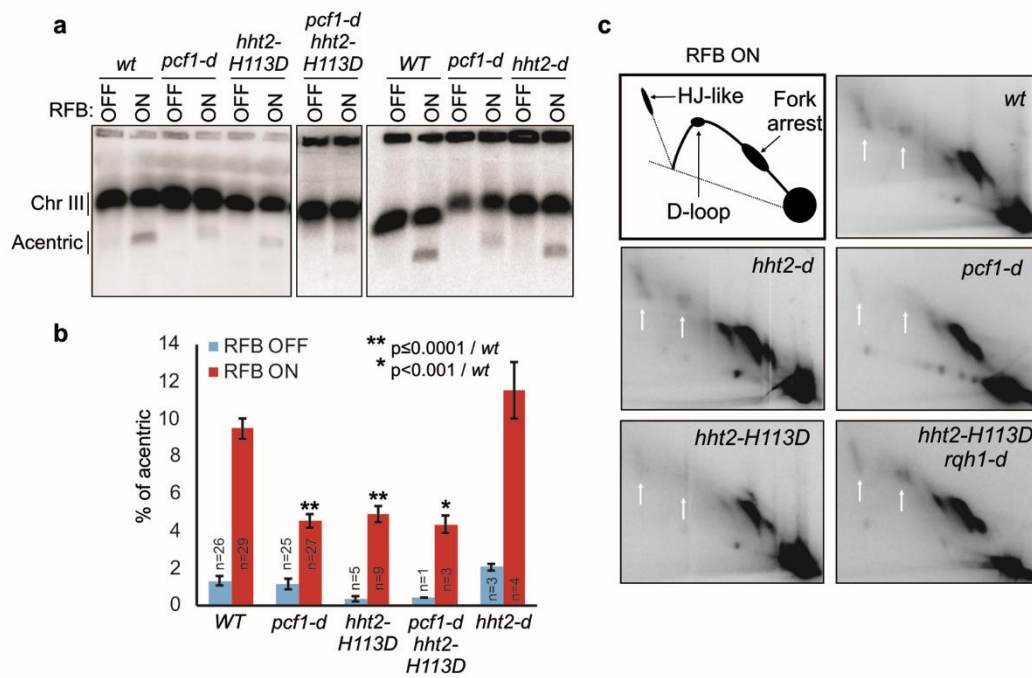 a
wt
pcf1-d
hht2-
H113D
pcf1-d
hht2-
H113D
WT
pcf1-d
hht2-d
RFB:
OFF
ON
OFF
ON
OFF
ON
OFF
ON
OFF
ON
OFF
ON
OFF
ON
Chr III
Acentric
b
RFB OFF
RFB ON
** p≤0.0001 / wt
* p<0.001 / wt
% of acentric
14
12
10
8
6
4
2
0
n=26
n=29
n=25
n=27
n=5
n=9
n=1
n=3
n=3
n=4
**
**
*
WT
pcf1-d
hht2-
H113D
pcf1-d
hht2-
H113D
hht2-d
c
RFB ON
HJ-like
Fork
arrest
D-loop
wt
hht2-d
pcf1-d
hht2-H113D
hht2-H113D
rqh1-d